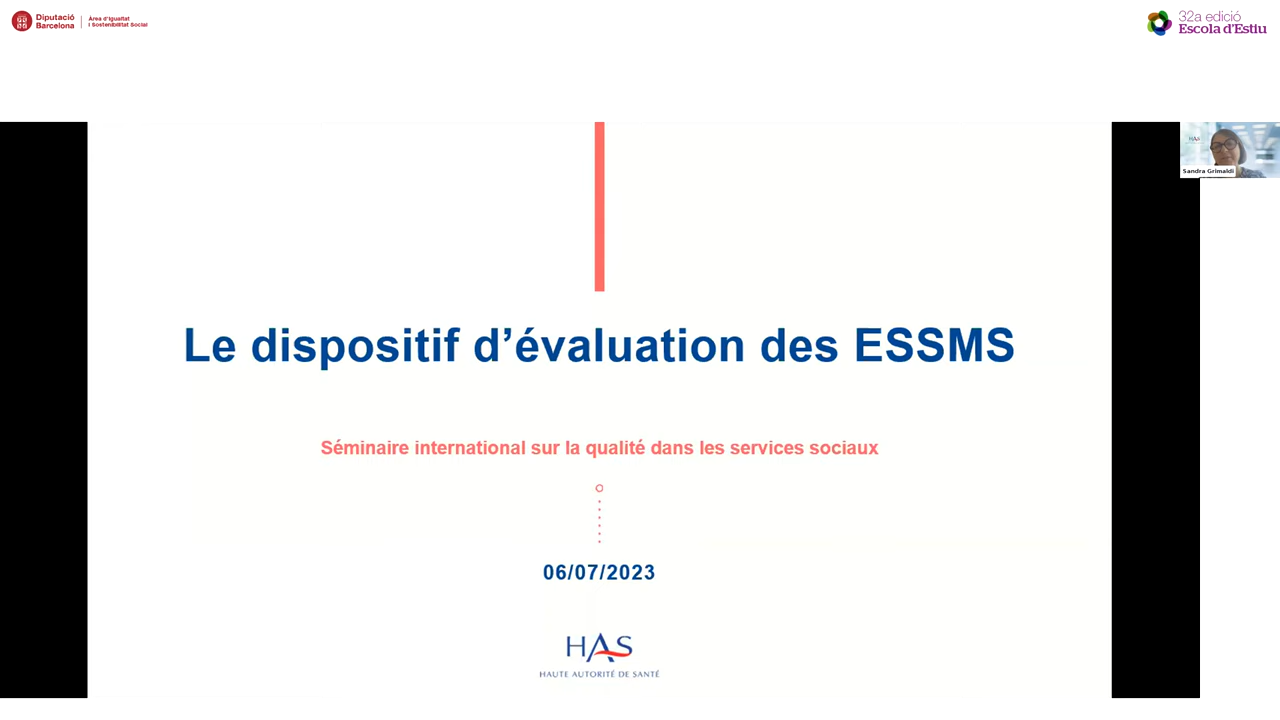 Diputació
Barcelona
Àrea d'Igualtat
i Sostenibilitat Social
32a edició
Escola d'Estiu
HAS
Sandra Grimaldi
Le dispositif d’évaluation des ESSMS
Séminaire international sur la qualité dans les services sociaux
06/07/2023
HAS
HAUTE AUTORITÉ DE SANTÉ